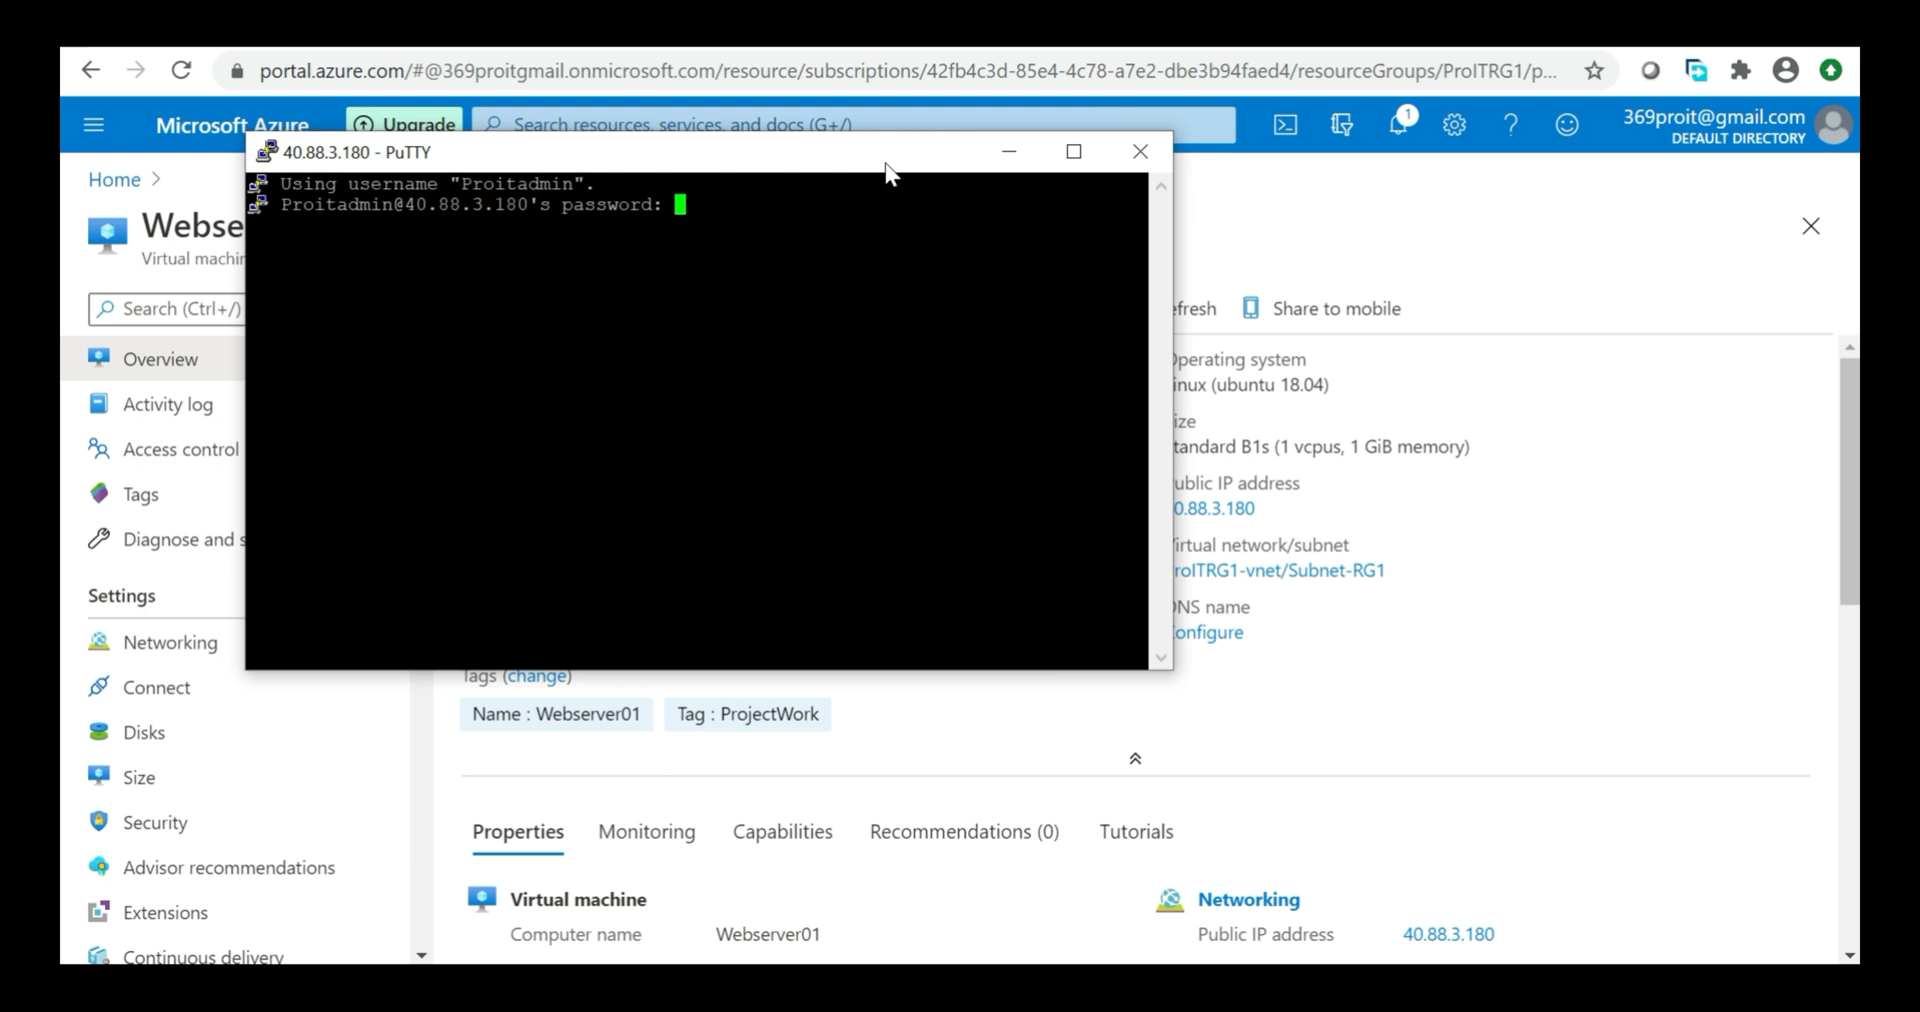 portal.azure.com/#@369proitgmail.onmicrosoft.com/resource/subscriptions/42fb4c3d-85e4-4c78-a7e2-dbe3b94faed4/resourceGroups/ProITRG1/p...
Microsoft Azure
Upgrade
Search resources, services, and docs (G+/)
1
369proit@gmail.com
DEFAULT DIRECTORY
40.88.3.180 - PuTTY
Using username "Proitadmin".
Proitadmin@40.88.3.180's password:
Home
Webse
Virtual machin
Search (Ctrl+/)
Overview
Activity log
Access control
Tags
Diagnose and s
Settings
Networking
Connect
Disks
Size
Security
Advisor recommendations
Extensions
Continuous delivery
efresh
Share to mobile
Operating system
inux (ubuntu 18.04)
ize
tandard B1s (1 vcpus, 1 GiB memory)
ublic IP address
0.88.3.180
irtual network/subnet
roITRG1-vnet/Subnet-RG1
NS name
onfigure
Tags (change)
Name : Webserver01
Tag : ProjectWork
Properties
Monitoring
Capabilities
Recommendations (0)
Tutorials
Virtual machine
Computer name
Webserver01
Networking
Public IP address
40.88.3.180